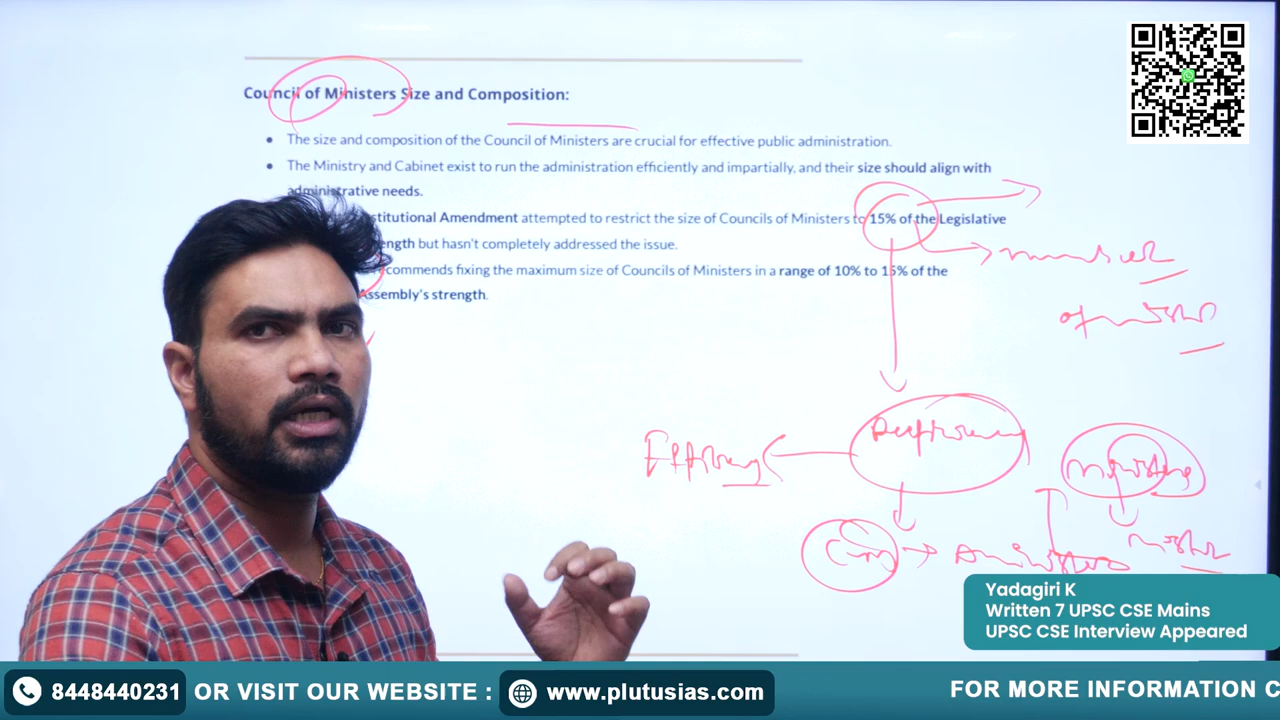 Council of Ministers Size and Composition:
The size and composition of the Council of Ministers are crucial for effective public administration.
The Ministry and Cabinet exist to run the administration efficiently and impartially, and their size should align with
administrative needs.
Amendment attempted to restrict the size of Councils of Ministers to 15% of the Legislative
but hasn't completely addressed the issue.
fixing the maximum size of Councils of Ministers in a range of 10% to 15% of the
Assembly's strength.
number
of minister
Efficiency
Yadagiri K
Written 7 UPSC CSE Mains
UPSC CSE Interview Appeared
8448440231 OR VISIT OUR WEBSITE : www.plutusias.com FOR MORE INFORMATION